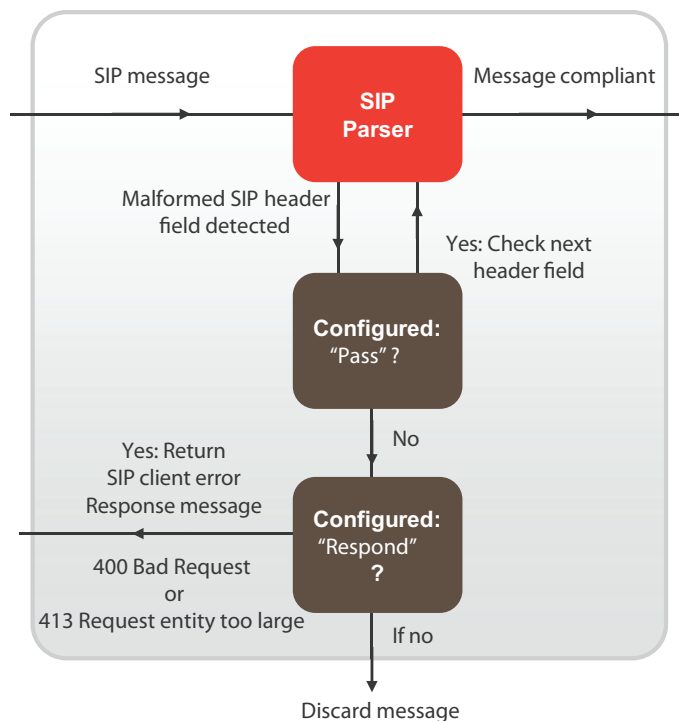 SIP message
SIP
Parser
Message compliant
Malformed SIP header
field detected
Yes: Check next
header field
Configured:
“Pass” ?
No
Yes: Return
SIP client error
Response message
Configured:
“Respond”
?
400 Bad Request
or
413 Request entity too large
If no
Discard message